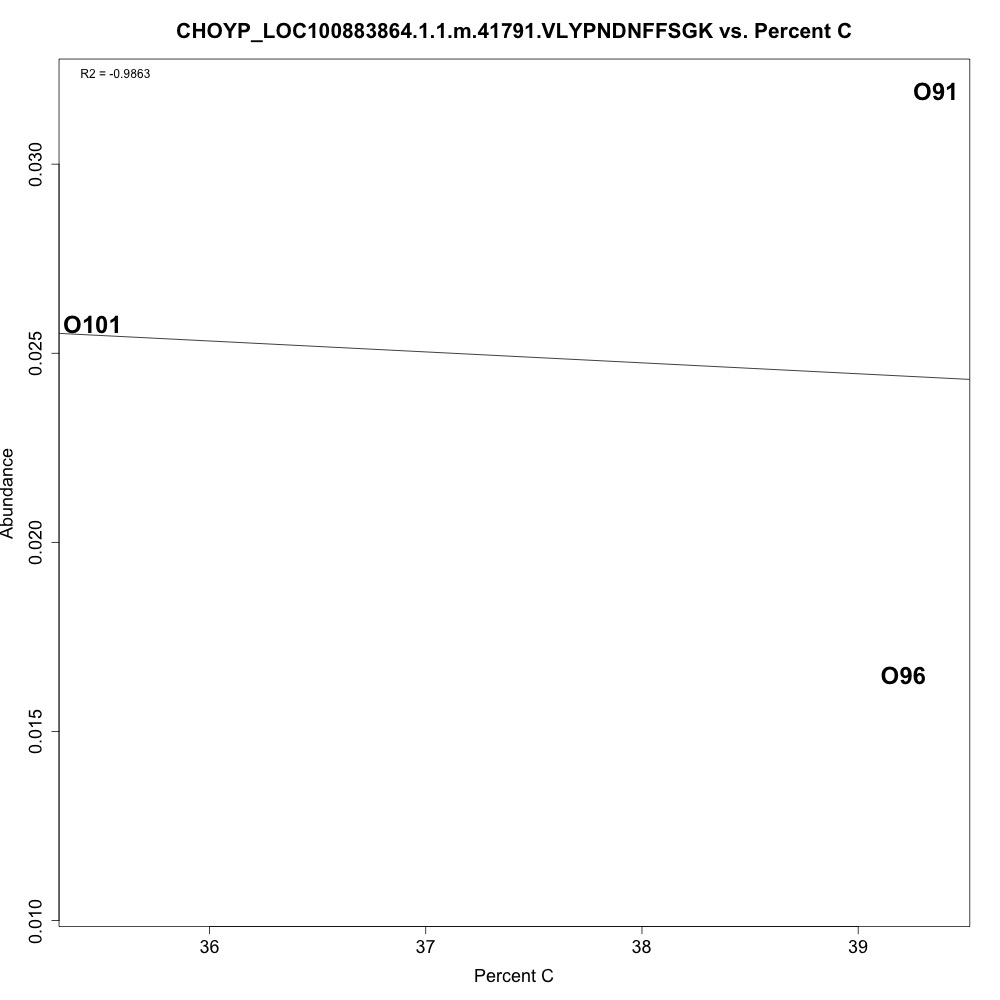 CHOYP_LOC100883864.1.1.m.41791.VLYPNDNFFSGK vs. Percent C
R2 = -0.9863
O91
0.030
O101
0.025
Abundance
0.020
O96
0.015
0.010
36 37 38 39
Percent C